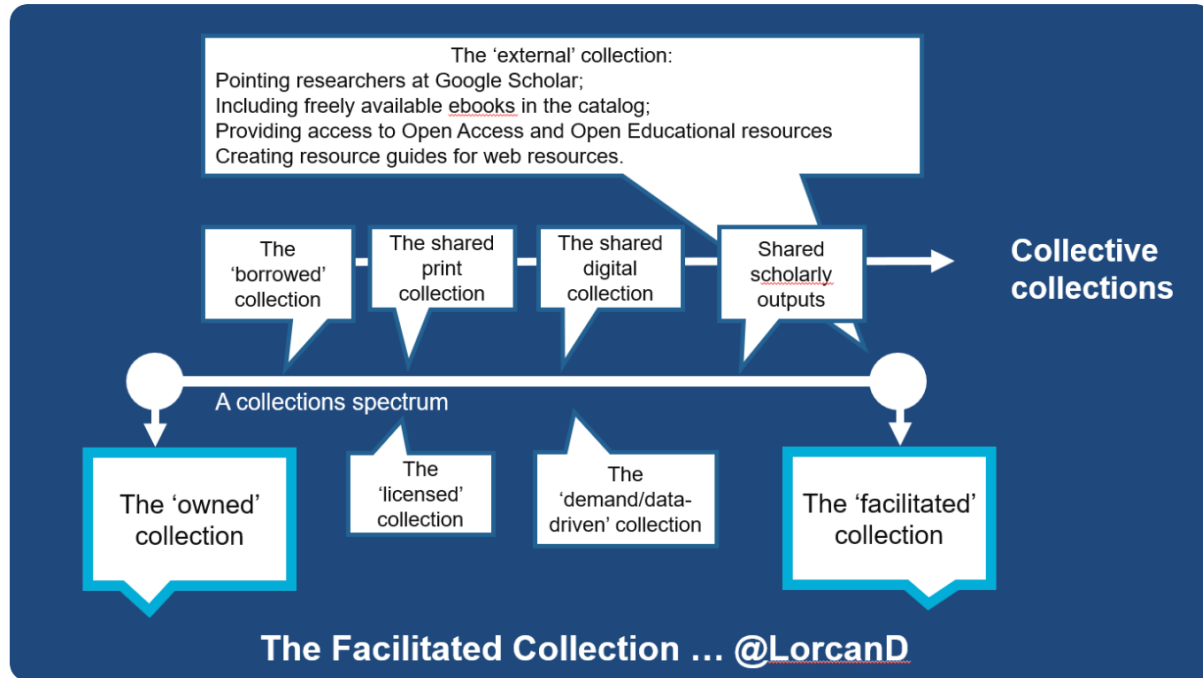 The ‘external’ collection:
Pointing researchers at Google Scholar;
Including freely available ebooks in the catalog;
Providing access to Open Access and Open Educational resources
Creating resource guides for web resources.
The
‘borrowed’
collection
The shared
print
collection
The shared
digital
collection
Shared
scholarly
outputs
Collective
collections
A collections spectrum
The ‘owned’
collection
The
‘licensed’
collection
The
‘demand/data-
driven’ collection
The ‘facilitated’
collection
The Facilitated Collection … @LorcanD